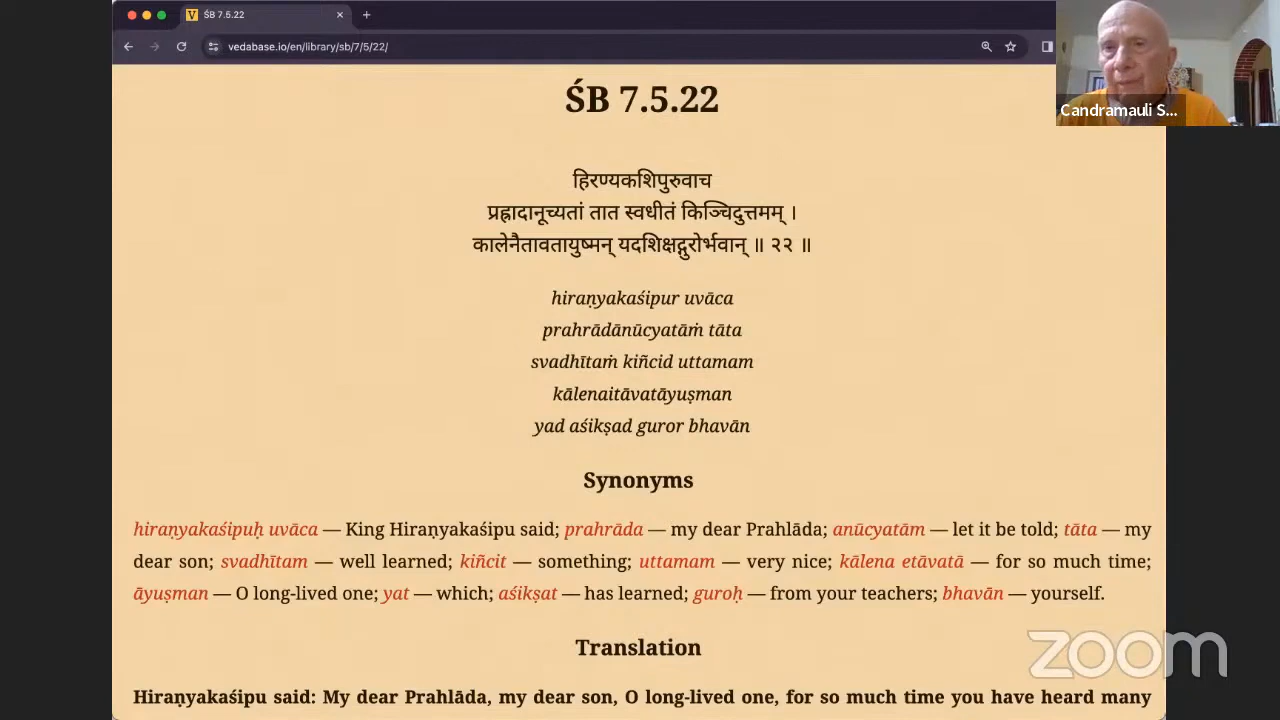 ŚB 7.5.22
vedabase.io/en/library/sb/7/5/22/
Candramauli S...
ŚB 7.5.22
हिरण्यकशिपुरुवाच
प्रह्रादानूच्यतां तात स्वधीतं किञ्चिदुत्तमम् ।
कालेनैतावतायुष्मन् यदशिक्षद्गुरोर्भवान् ॥ २२ ॥
hiraṇyakaśipur uvāca
prahrādānūcyatāṁ tāta
svadhītaṁ kiñcid uttamam
kālenaitāvatāyuṣman
yad aśikṣad guror bhavān
Synonyms
hiraṇyakaśipuḥ uvāca — King Hiraṇyakaśipu said; prahrāda — my dear Prahlāda; anūcyatām — let it be told; tāta — my
dear son; svadhītam — well learned; kiñcit — something; uttamam — very nice; kālena etāvatā — for so much time;
āyuṣman — O long-lived one; yat — which; aśikṣat — has learned; guroḥ — from your teachers; bhavān — yourself.
Translation
Hiraṇyakaśipu said: My dear Prahlāda, my dear son, O long-lived one, for so much time you have heard many
zoom